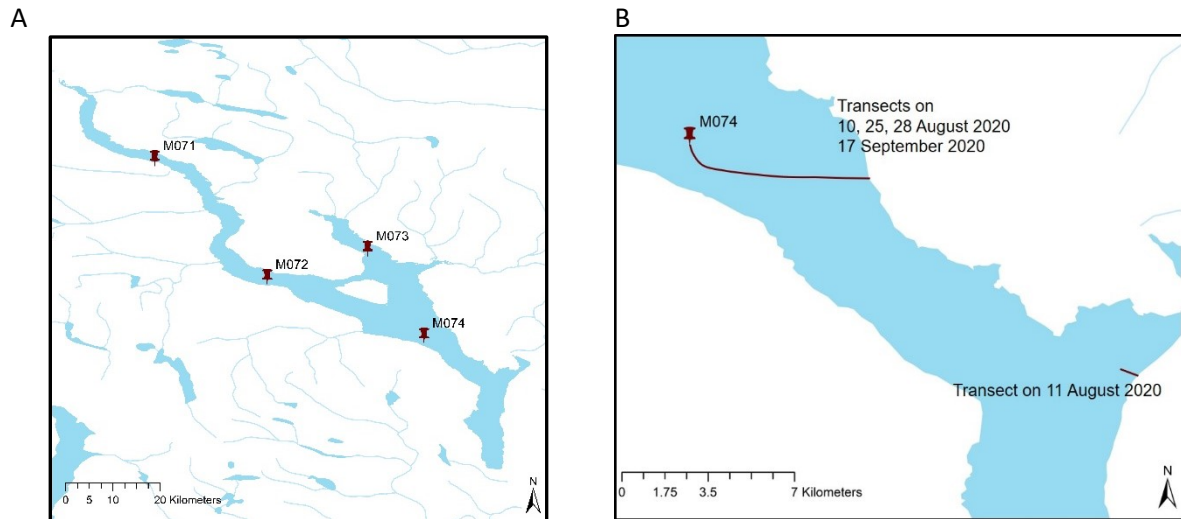 A
M071
M073
M072
M074
0 5 10 20 Kilometers
N
B
Transects on
10, 25, 28 August 2020
17 September 2020
M074
Transect on 11 August 2020
0 1.75 3.5 7 Kilometers
N